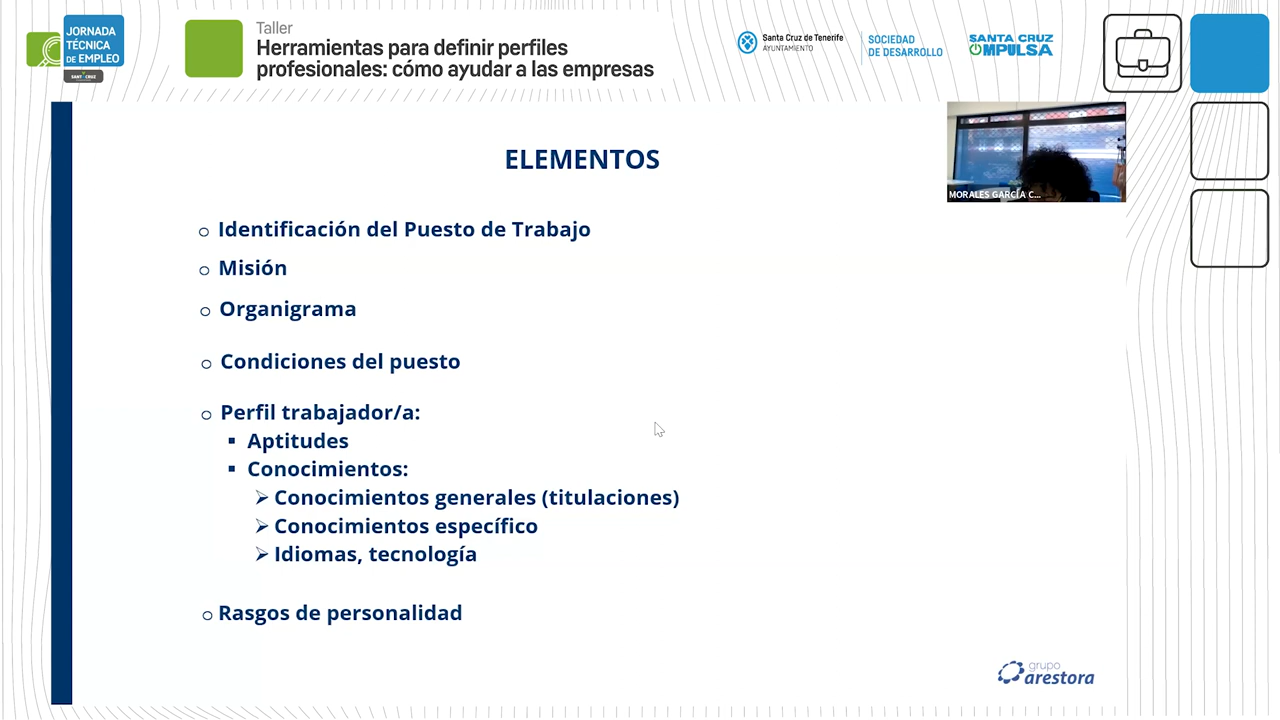 JORNADA
TÉCNICA
DE EMPLEO
Taller
Herramientas para definir perfiles
profesionales: cómo ayudar a las empresas
Santa Cruz de Tenerife
AYUNTAMIENTO
SOCIEDAD
DE DESARROLLO
SANTA CRUZ
IMPULSA
MORALES GARCÍA C...
ELEMENTOS
o Identificación del Puesto de Trabajo
o Misión
o Organigrama
o Condiciones del puesto
o Perfil trabajador/a:
▪ Aptitudes
▪ Conocimientos:
➢ Conocimientos generales (titulaciones)
➢ Conocimientos específico
➢ Idiomas, tecnología
o Rasgos de personalidad
grupo
arestora